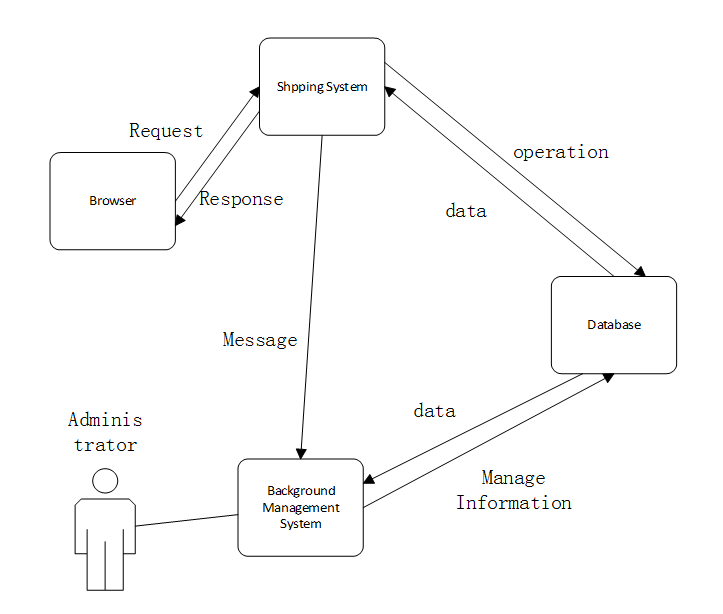 Shpping System
Request
operation
Browser
Response
data
Database
Message
data
Adminis
trator
Manage
Information
Background
Management
System